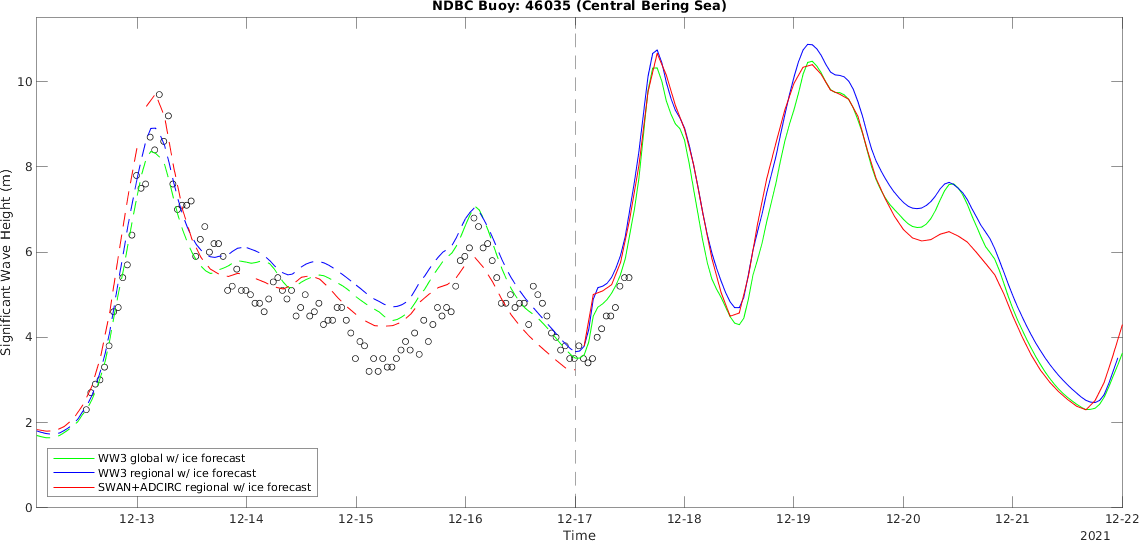 NDBC Buoy: 46035 (Central Bering Sea)
Significant Wave Height (m)
10
8
6
4
2
0
WW3 global w/ ice forecast
WW3 regional w/ ice forecast
SWAN+ADCIRC regional w/ ice forecast
12-13 12-14 12-15 12-16 12-17 12-18 12-19 12-20 12-21 12-22
Time
2021